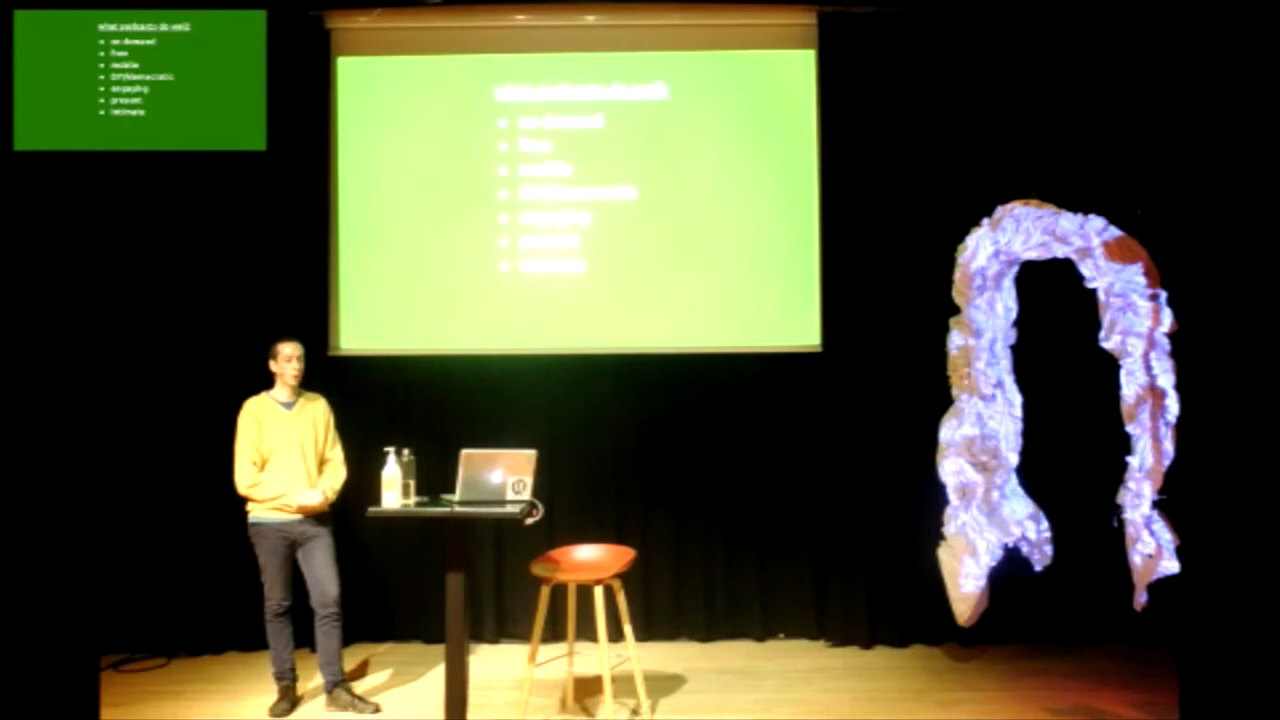 what podcasts do well:
on demand
free
mobile
DIY/democratic
engaging
present
intimate